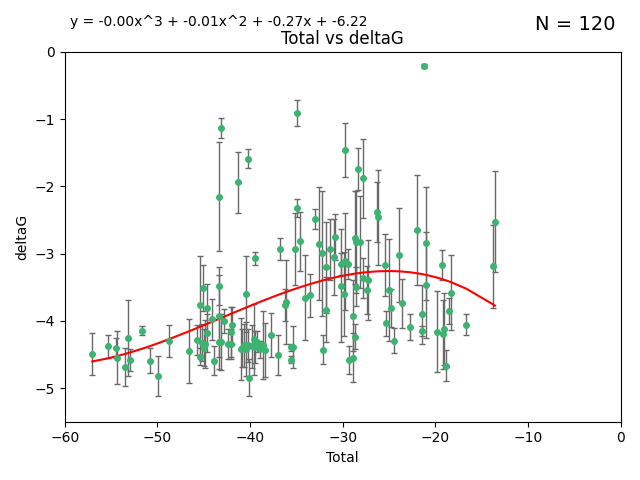 y = -0.00x^3 + -0.01x^2 + -0.27x + -6.22
N = 120
Total vs deltaG
0
−1
−2
−3
−4
−5
deltaG
−60 −50 −40 −30 −20 −10 0
Total